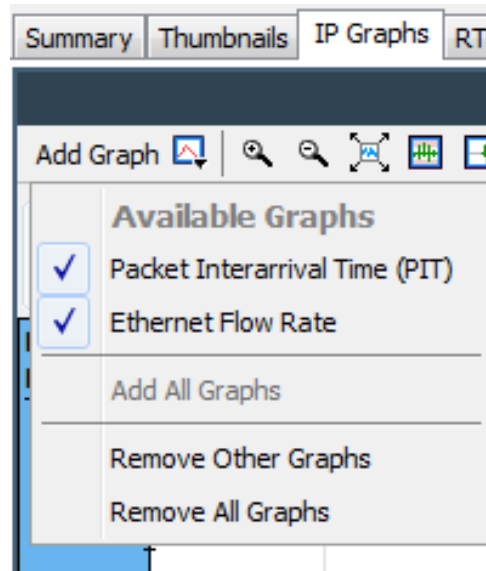 Summary Thumbnails IP Graphs RT
Add Graph
Available Graphs
Packet Interarrival Time (PIT)
Ethernet Flow Rate
Add All Graphs
Remove Other Graphs
Remove All Graphs